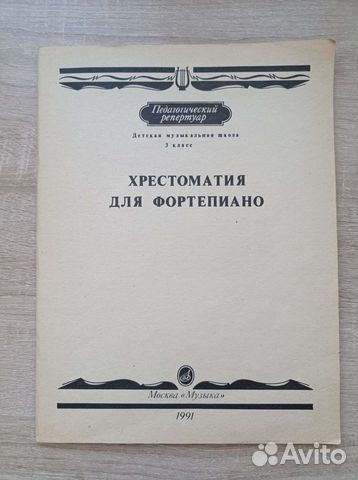 Педагогический
репертуар
Детская музыкальная школа
3 класс
ХРЕСТОМАТИЯ
ДЛЯ ФОРТЕПИАНО
Москва «Музыка»
1991
Avito